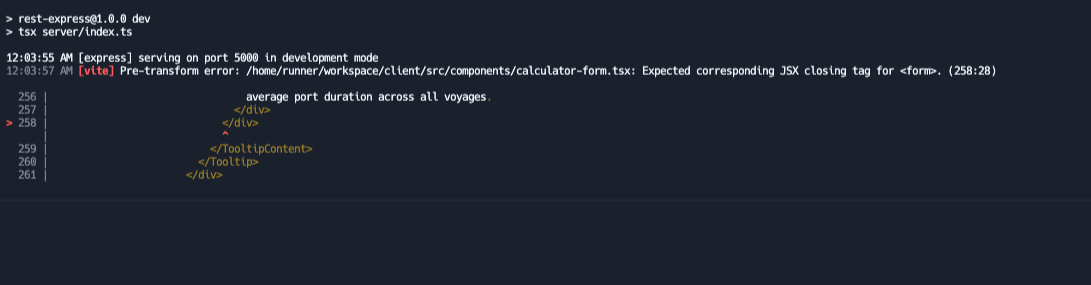 > rest-express@1.0.0 dev
> tsx server/index.ts
12:03:55 AM [express] serving on port 5000 in development mode
12:03:57 AM [vite] Pre-transform error: /home/runner/workspace/client/src/components/calculator-form.tsx: Expected corresponding JSX closing tag for <form>. (258:28)
256 | average port duration across all voyages.
257 | </div>
> 258 | </div>
| ^
259 | </TooltipContent>
260 | </Tooltip>
261 | </div>